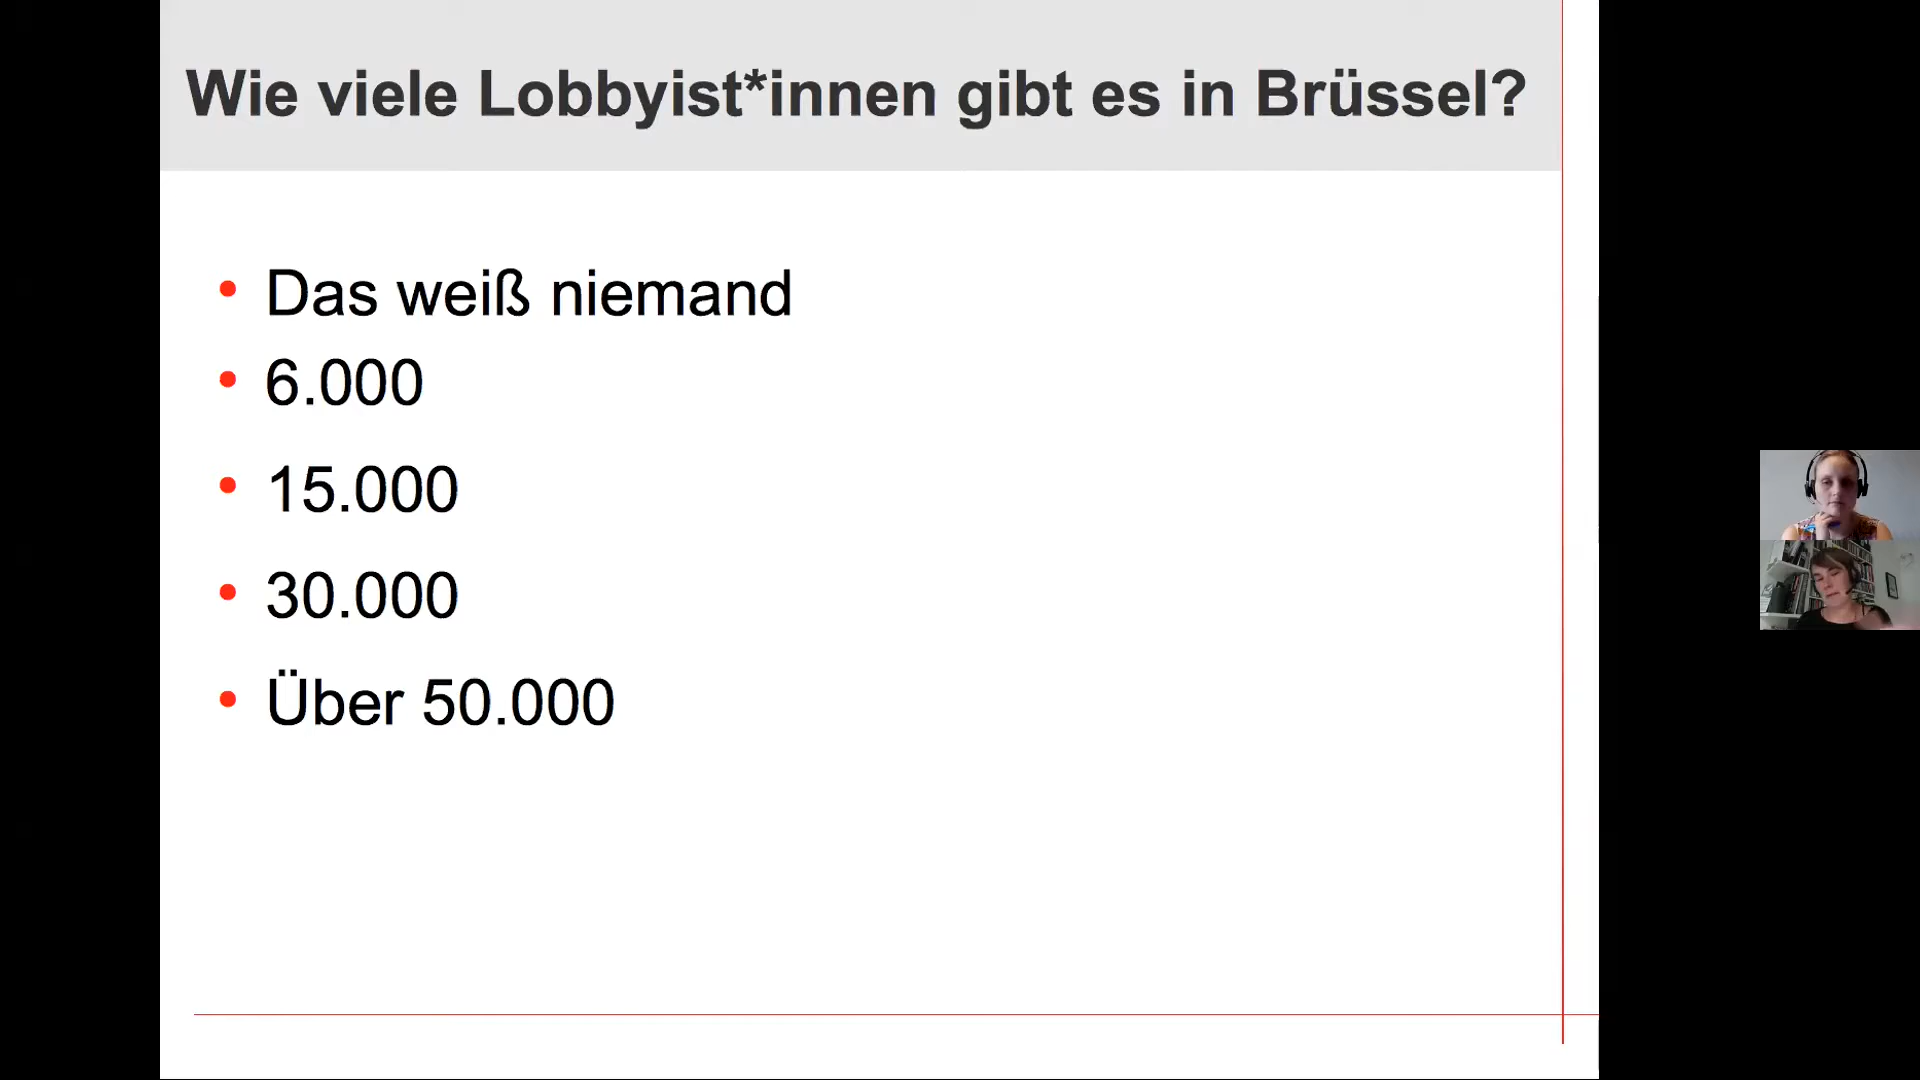 Wie viele Lobbyist*innen gibt es in Brüssel?
• Das weiß niemand
• 6.000
• 15.000
• 30.000
• Über 50.000